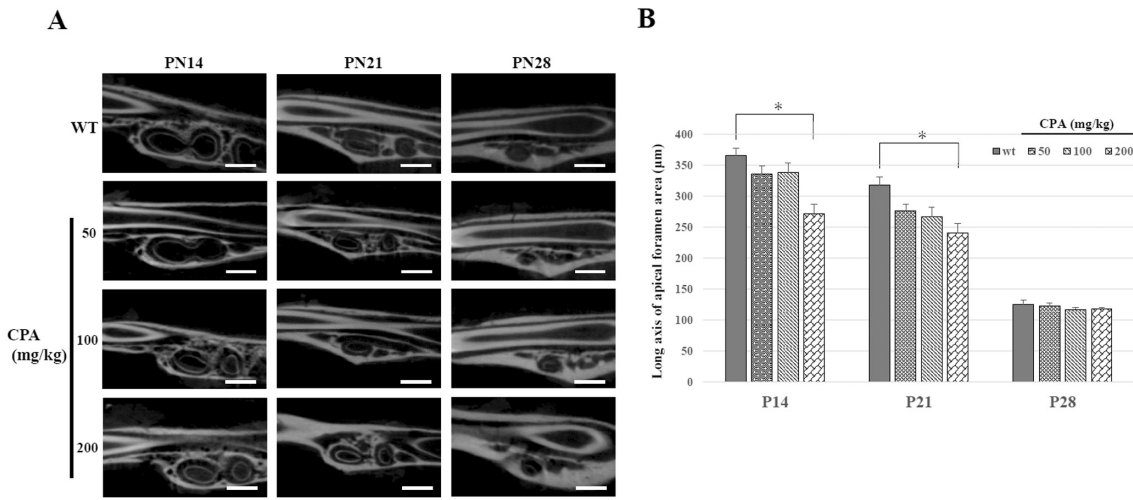 A
PN14 PN21 PN28
WT
50
CPA
(mg/kg)
100
200
B
CPA (mg/kg)
wt 50 100 200
* *
Long axis of apical foramen area (μm)
400
350
300
250
200
150
100
50
0
P14 P21 P28